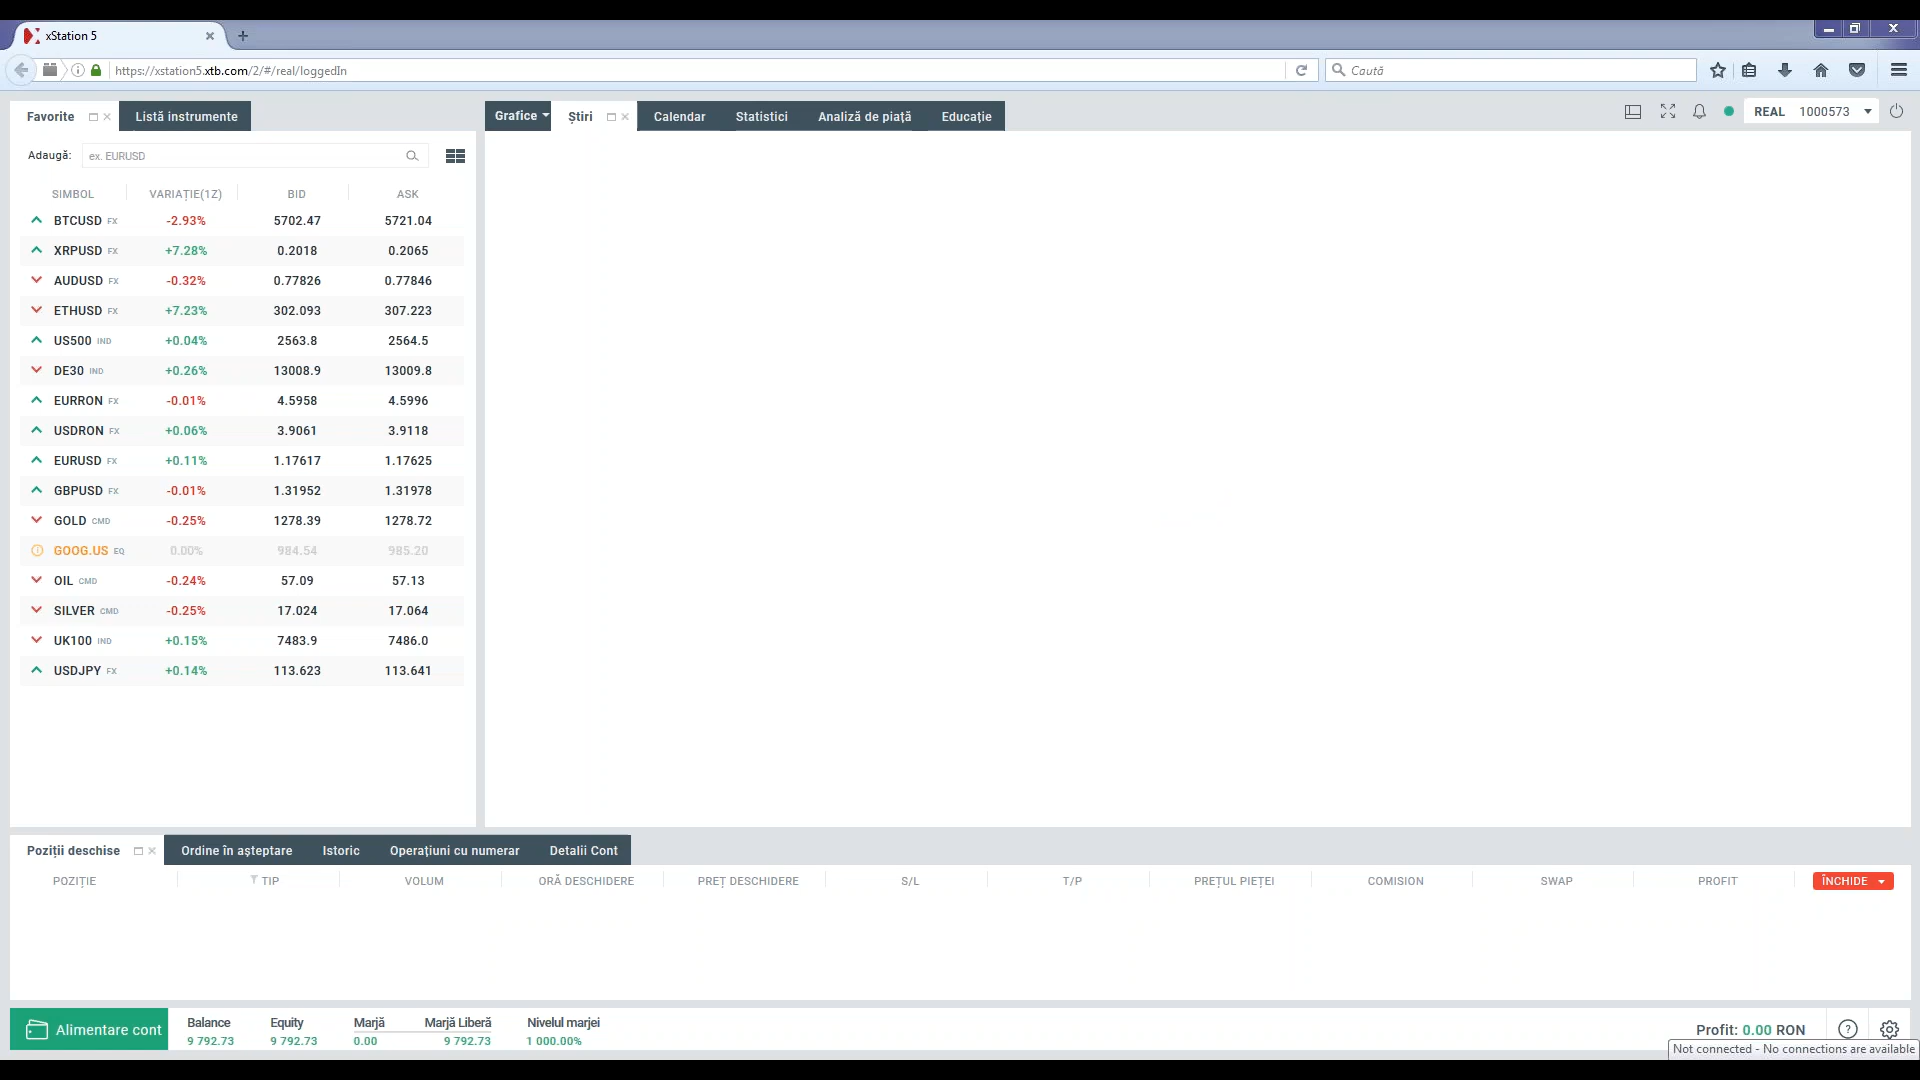 xStation 5
https://xstation5.xtb.com/2/#/real/loggedIn
Caută
Favorite
Listă instrumente
Grafice
Știri
Calendar
Statistici
Analiză de piață
Educație
REAL 1000573
Adaugă: ex. EURUSD
SIMBOL VARIAȚIE(1Z) BID ASK
BTCUSD FX -2.93% 5702.47 5721.04
XRPUSD FX +7.28% 0.2018 0.2065
AUDUSD FX -0.32% 0.77826 0.77846
ETHUSD FX +7.23% 302.093 307.223
US500 IND +0.04% 2563.8 2564.5
DE30 IND +0.26% 13008.9 13009.8
EURRON FX -0.01% 4.5958 4.5996
USDRON FX +0.06% 3.9061 3.9118
EURUSD FX +0.11% 1.17617 1.17625
GBPUSD FX -0.01% 1.31952 1.31978
GOLD CMD -0.25% 1278.39 1278.72
GOOG.US EQ 0.00% 984.54 985.20
OIL CMD -0.24% 57.09 57.13
SILVER CMD -0.25% 17.024 17.064
UK100 IND +0.15% 7483.9 7486.0
USDJPY FX +0.14% 113.623 113.641
Poziții deschise
Ordine în așteptare
Istoric
Operațiuni cu numerar
Detalii Cont
POZIȚIE TIP VOLUM ORĂ DESCHIDERE PREȚ DESCHIDERE S/L T/P PREȚUL PIEȚEI COMISION SWAP PROFIT ÎNCHIDE
Alimentare cont
Balance Equity Marjă Marjă Liberă Nivelul marjei
9 792.73 9 792.73 0.00 9 792.73 1 000.00%
Profit: 0.00 RON
Not connected - No connections are available